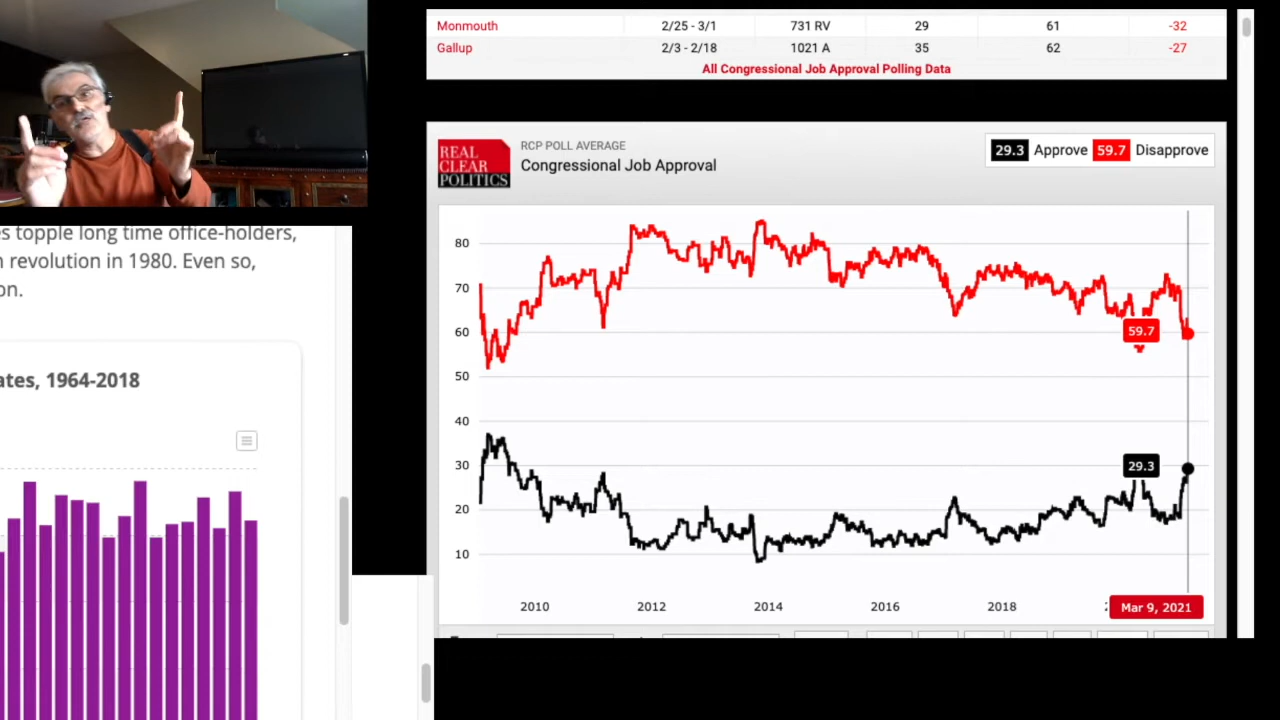 Monmouth 2/25 - 3/1 731 RV 29 61 -32
Gallup 2/3 - 2/18 1021 A 35 62 -27
All Congressional Job Approval Polling Data
REAL
CLEAR
POLITICS
RCP POLL AVERAGE
Congressional Job Approval
29.3 Approve 59.7 Disapprove
80
70
60
50
40
30
20
10
59.7
29.3
2010 2012 2014 2016 2018 Mar 9, 2021
topple long time office-holders,
revolution in 1980. Even so,
1964-2018